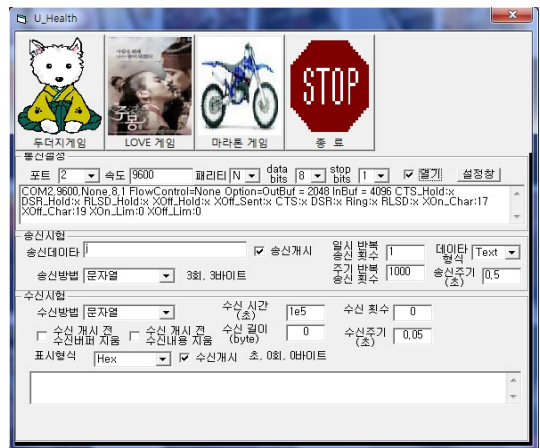 U_Health
STOP
두더지게임 LOVE 게임 마라톤 게임 종 료
통신설정
포트 2 속도 9600 패리티 N data bits 8 stop bits 1 열기 설정창
COM2,9600,None,8,1 FlowControl=None Option=OutBuf = 2048 InBuf = 4096 CTS_Hold:x
DSR_Hold:x RLSD_Hold:x XOff_Hold:x XOff_Sent:x CTS:x DSR:x Ring:x RLSD:x XOn_Char:17
XOff_Char:19 XOn_Lim:0 XOff_Lim:0
송신시험
송신데이타 i 송신개시 일시 반복 송신 횟수 1 데이타 형식 Text
송신방법 문자열 3회, 3바이트 주기 반복 송신 횟수 1000 송신주기 (초) 0,5
수신시험
수신방법 문자열 수신 시간 (초) 1e5 수신 횟수 0
수신 개시 전 수신버퍼 지움 수신 개시 전 수신내용 지움 수신 길이 (byte) 0 수신주기 (초) 0,05
표시형식 Hex 수신개시 초, 0회, 0바이트